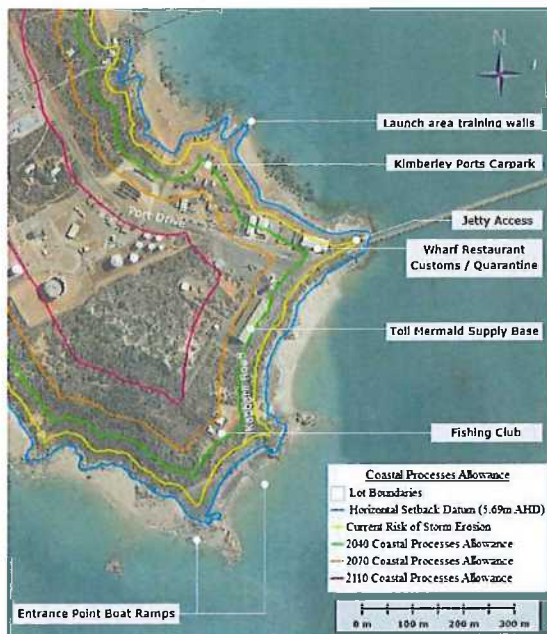 N
Launch area training walls
Kimberley Ports Carpark
Port Drive
Jetty Access
Wharf Restaurant
Customs / Quarantine
Toll Mermaid Supply Base
Kabbarli Road
Fishing Club
Coastal Processes Allowance
Lot Boundaries
Horizontal Setback Datum (5.69m AHD)
Current Risk of Storm Erosion
2040 Coastal Processes Allowance
2070 Coastal Processes Allowance
2110 Coastal Processes Allowance
Entrance Point Boat Ramps
0 m 100 m 200 m 300 m